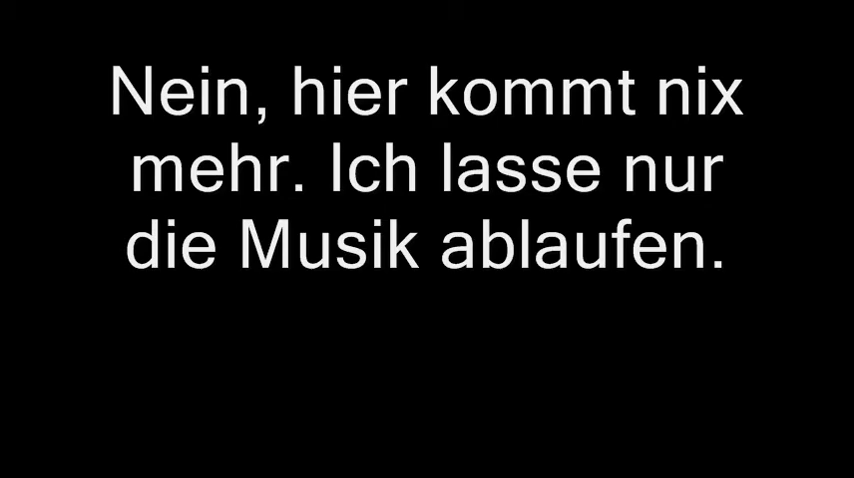 Nein, hier kommt nix
mehr. Ich lasse nur
die Musik ablaufen.